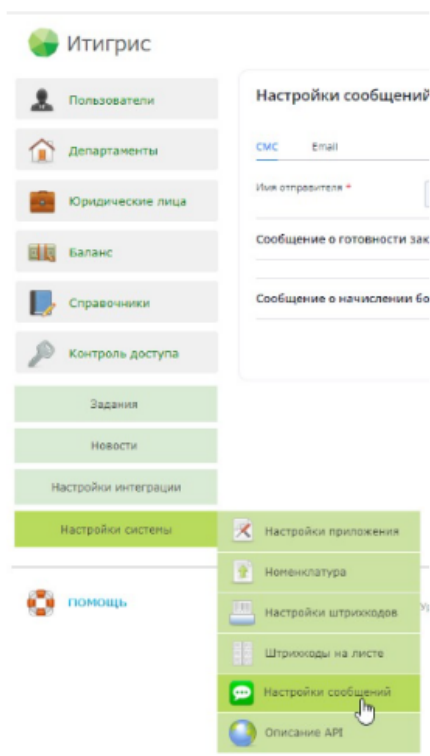 Итигрис
Пользователи
Департаменты
Юридические лица
Баланс
Справочники
Контроль доступа
Задания
Новости
Настройки интеграции
Настройки системы
ПОМОЩЬ
Настройки сообщений
СМС Email
Имя отправителя *
Сообщение о готовности зак
Сообщение о начислении бо
Настройки приложения
Номенклатура
Настройки штрихкодов
Штрихкоды на листе
Настройки сообщений
Описание API